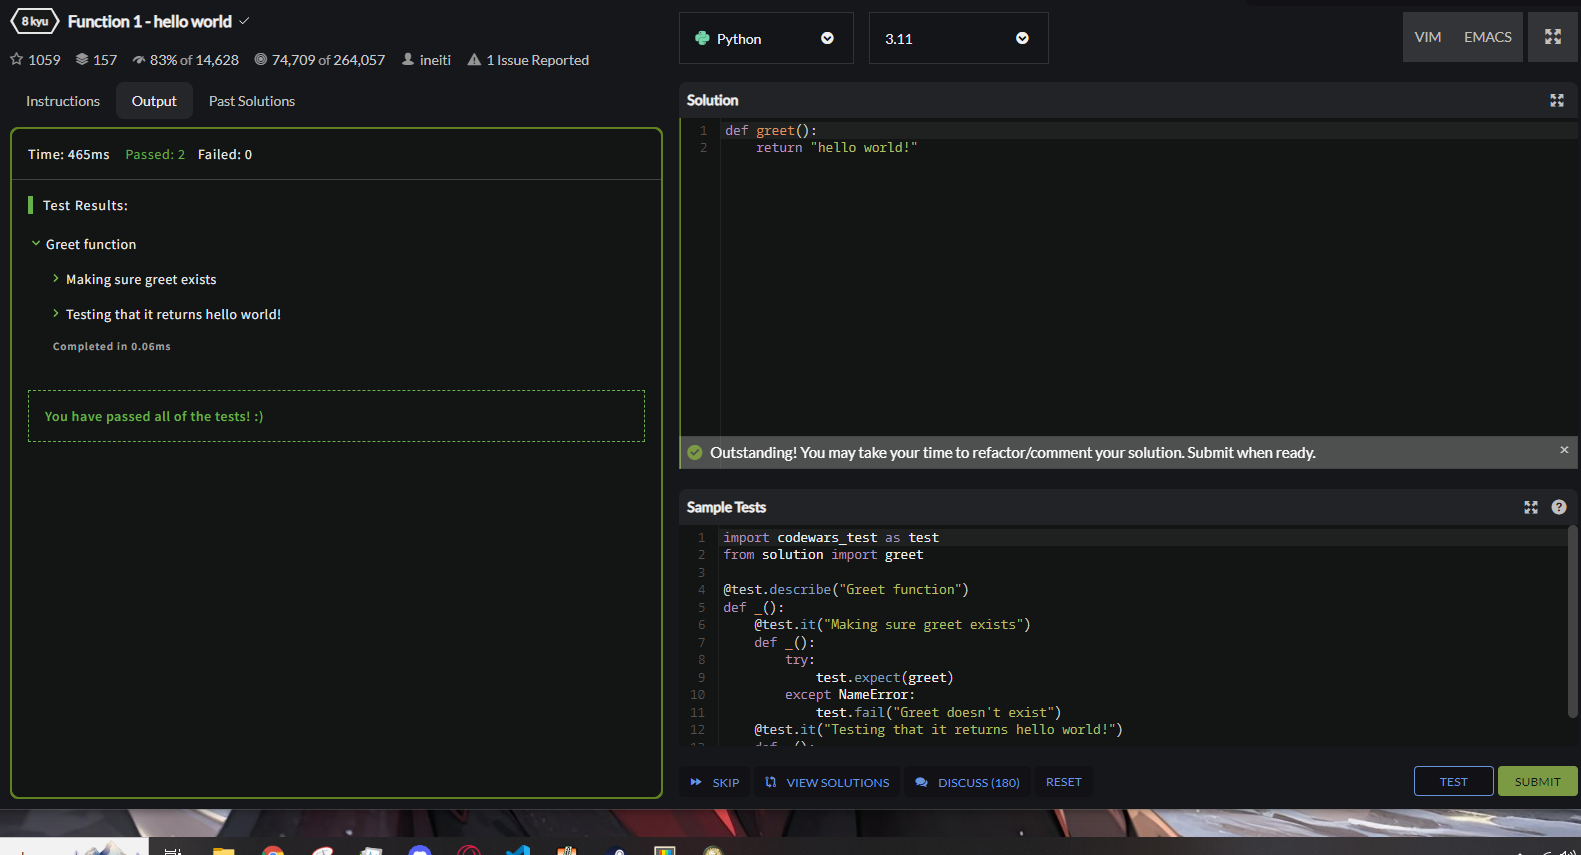 8 kyu Function 1 - hello world
1059 157 83% of 14,628 74,709 of 264,057 ineiti 1 Issue Reported
Instructions Output Past Solutions
Time: 465ms Passed: 2 Failed: 0
Test Results:
Greet function
Making sure greet exists
Testing that it returns hello world!
Completed in 0.06ms
You have passed all of the tests! :)
Python 3.11 VIM EMACS
Solution
1 def greet():
2 return "hello world!"
Outstanding! You may take your time to refactor/comment your solution. Submit when ready.
Sample Tests
1 import codewars_test as test
2 from solution import greet
3
4 @test.describe("Greet function")
5 def _():
6 @test.it("Making sure greet exists")
7 def _():
8 try:
9 test.expect(greet)
10 except NameError:
11 test.fail("Greet doesn't exist")
12 @test.it("Testing that it returns hello world!")
SKIP VIEW SOLUTIONS DISCUSS (180) RESET TEST SUBMIT